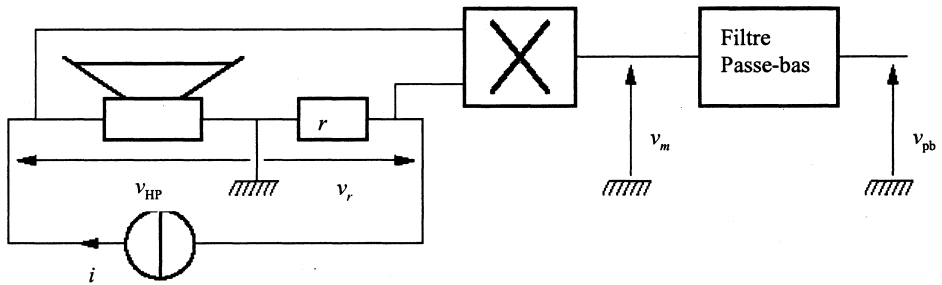 Filtre
Passe-bas
r
v_m
v_pb
v_HP
v_r
i